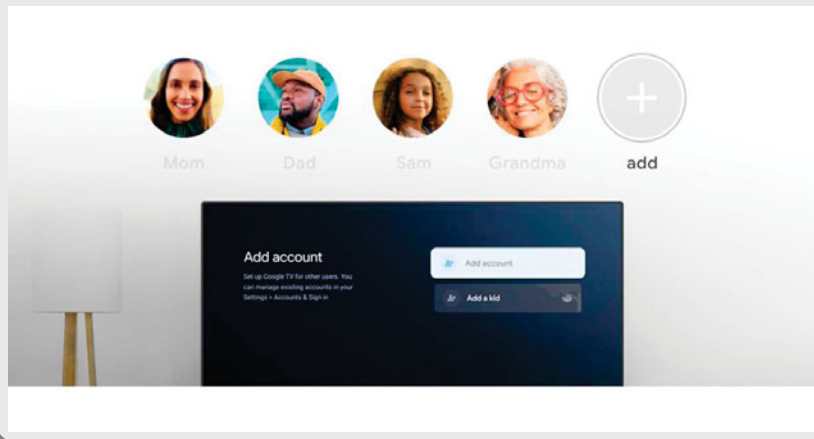 Mom Dad Sam Grandma add
Add account
Set up Google TV for other users. You
can manage existing accounts in your
Settings > Accounts & Sign in
Add account
Add a kid